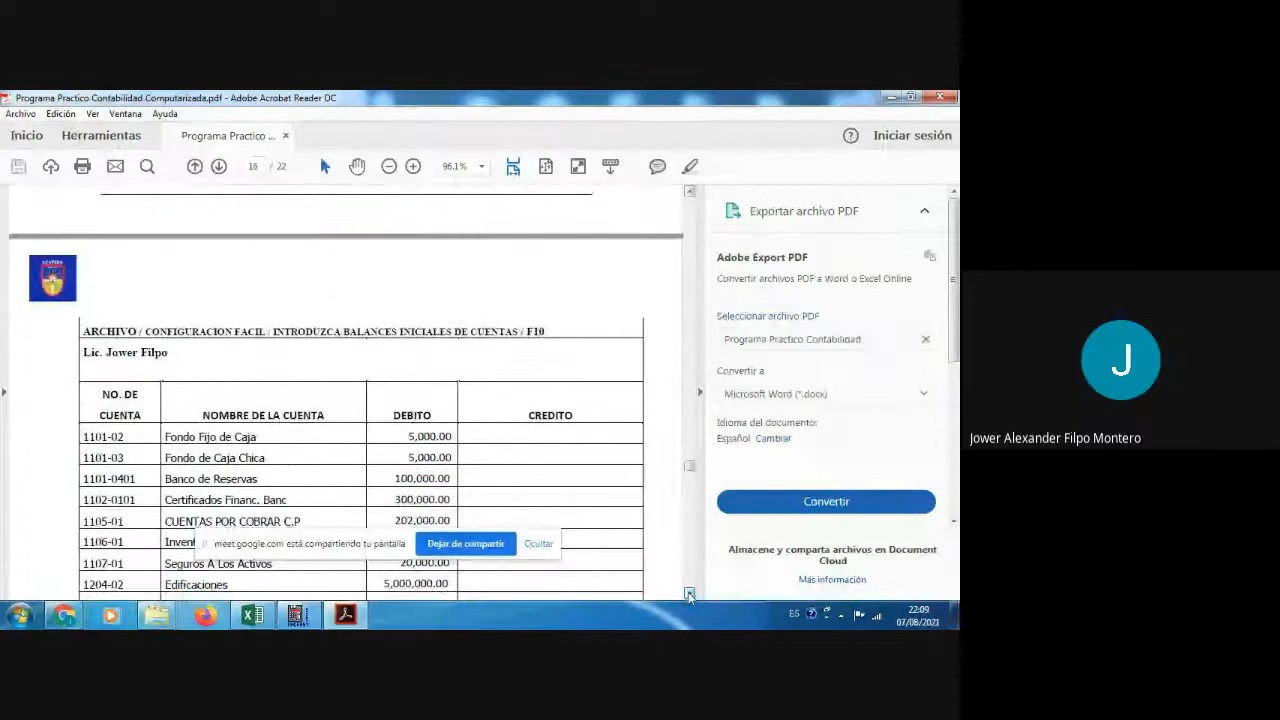 Programa Practico Contabilidad Computarizada.pdf - Adobe Acrobat Reader DC
Archivo Edición Ver Ventana Ayuda
Inicio Herramientas Programa Practico ... × Iniciar sesión
16 / 22 96.1%
Exportar archivo PDF
Adobe Export PDF
Convertir archivos PDF a Word o Excel Online
Seleccionar archivo PDF
Programa Practico Contabilidad
Convertir a
Microsoft Word (*.docx)
Idioma del documento:
Español Cambiar
Convertir
Almacene y comparta archivos en Document
Cloud
Más información
ARCHIVO / CONFIGURACION FACIL / INTRODUZCA BALANCES INICIALES DE CUENTAS / F10
Lic. Jower Filpo
NO. DE
CUENTA NOMBRE DE LA CUENTA DEBITO CREDITO
1101-02 Fondo Fijo de Caja 5,000.00
1101-03 Fondo de Caja Chica 5,000.00
1101-0401 Banco de Reservas 100,000.00
1102-0101 Certificados Financ. Banc 300,000.00
1105-01 CUENTAS POR COBRAR C.P 202,000.00
1106-01
meet.google.com está compartiendo tu pantalla Dejar de compartir Ocultar
1107-01 Seguros A Los Activos 20,000.00
1204-02 Edificaciones 5,000,000.00
ES 22:09
07/08/2021
J
Jower Alexander Filpo Montero